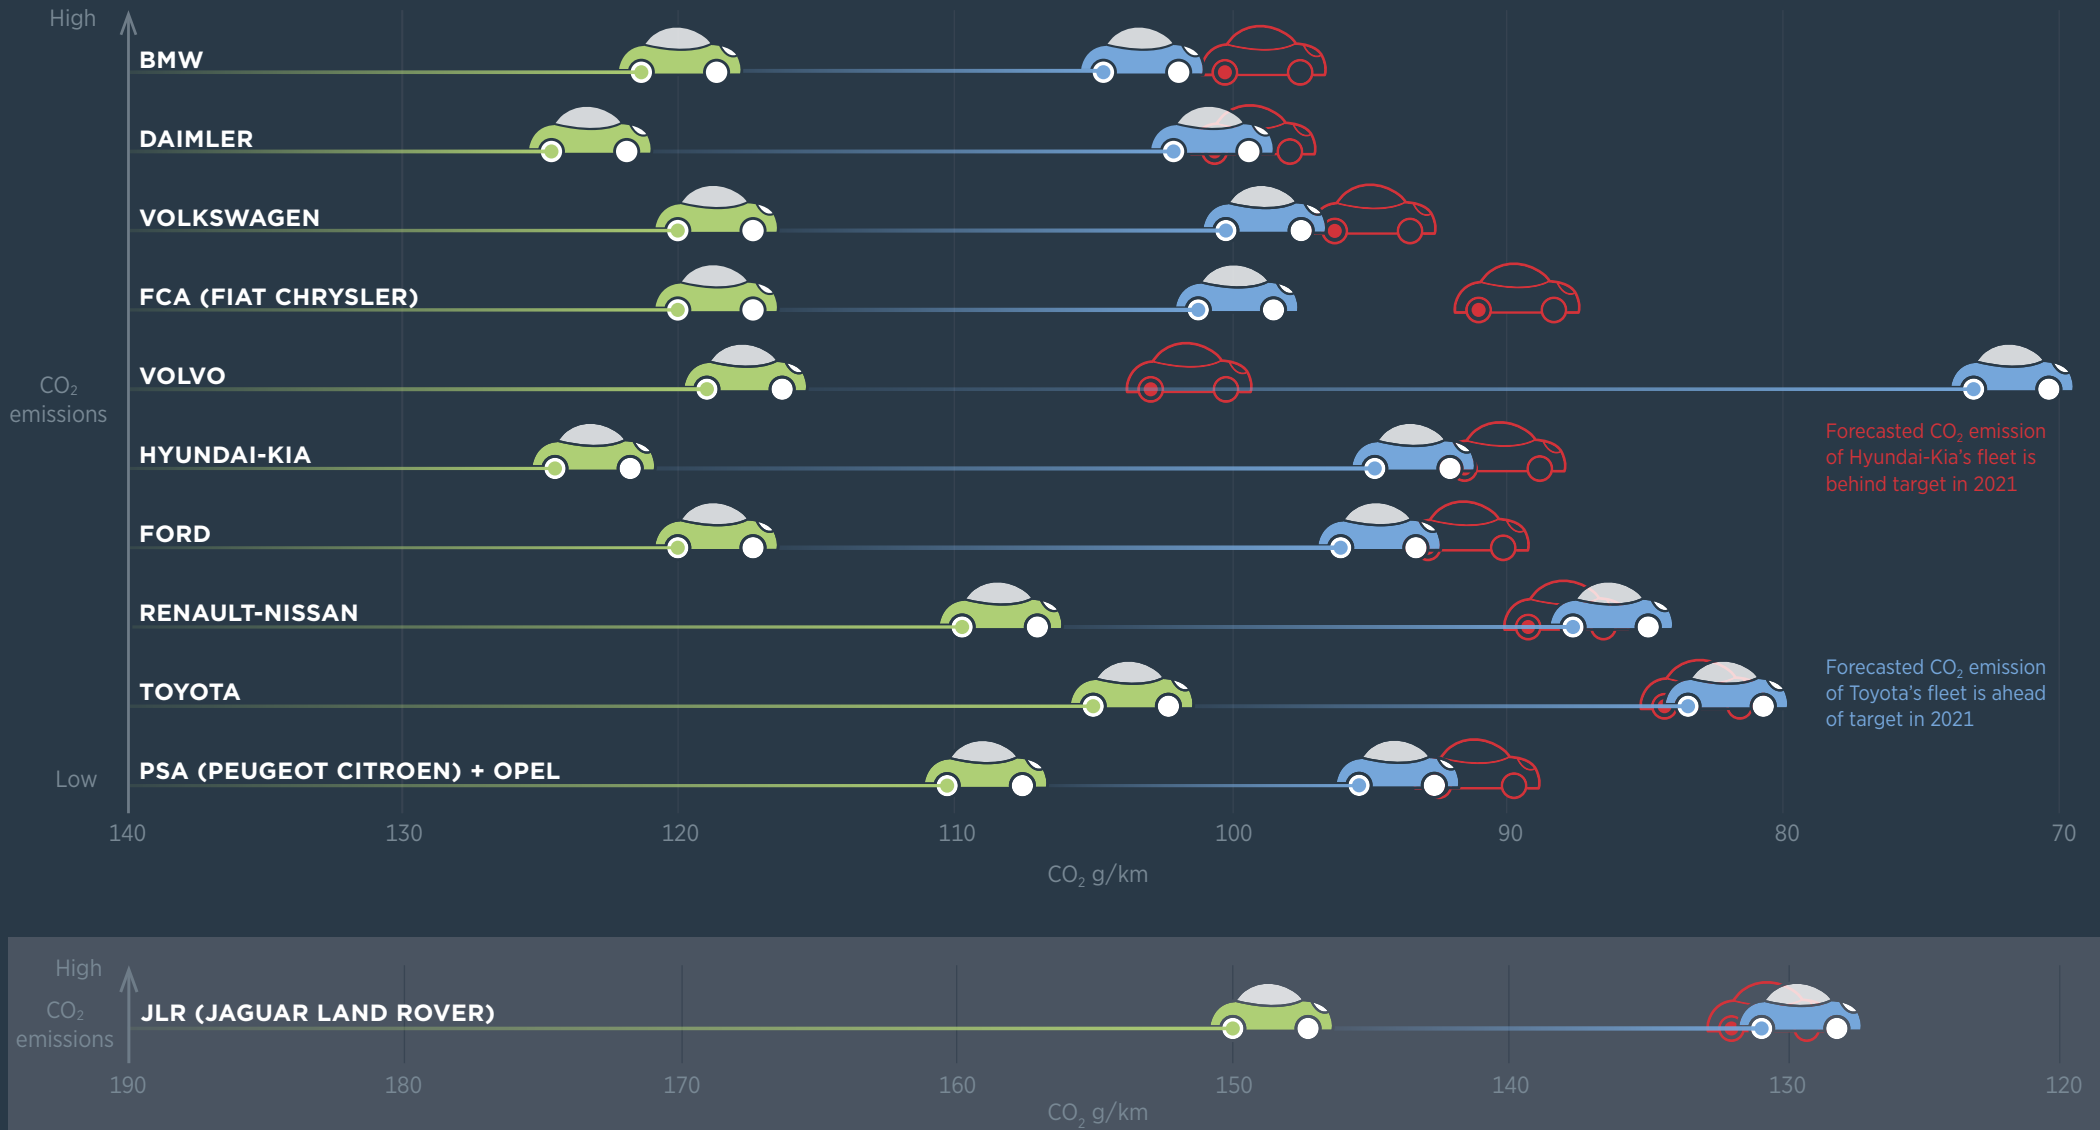 High
BMW
DAIMLER
VOLKSWAGEN
FCA (FIAT CHRYSLER)
VOLVO
CO₂
emissions
Forecasted CO₂ emission
of Hyundai-Kia’s fleet is
behind target in 2021
HYUNDAI-KIA
FORD
RENAULT-NISSAN
TOYOTA
Forecasted CO₂ emission
of Toyota’s fleet is ahead
of target in 2021
Low
PSA (PEUGEOT CITROEN) + OPEL
140 130 120 110 100 90 80 70
CO₂ g/km
High
CO₂
emissions
JLR (JAGUAR LAND ROVER)
190 180 170 160 150 140 130 120
CO₂ g/km